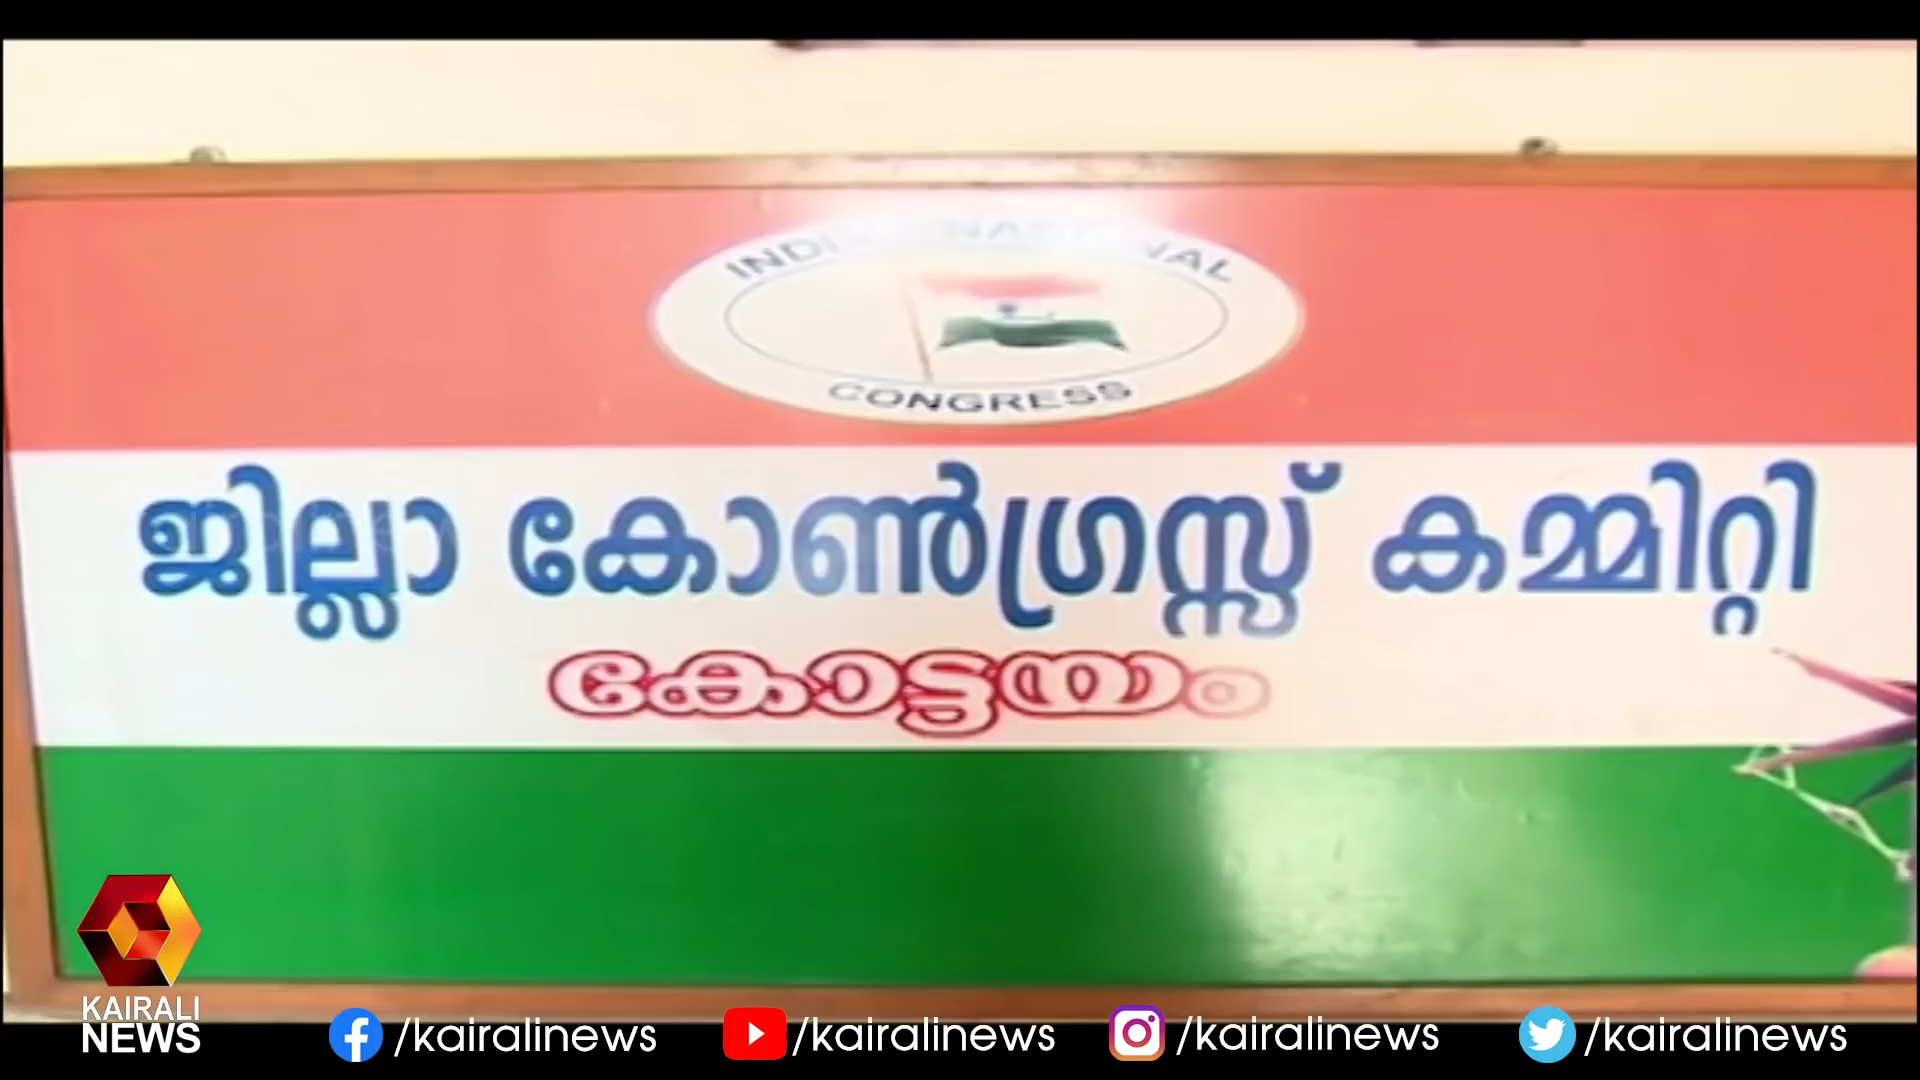 INDIAN NATIONAL
CONGRESS
ജില്ലാ കോൺഗ്രസ്സ് കമ്മിറ്റി
കോട്ടയം
KAIRALI
NEWS
/kairalinews /kairalinews /kairalinews /kairalinews